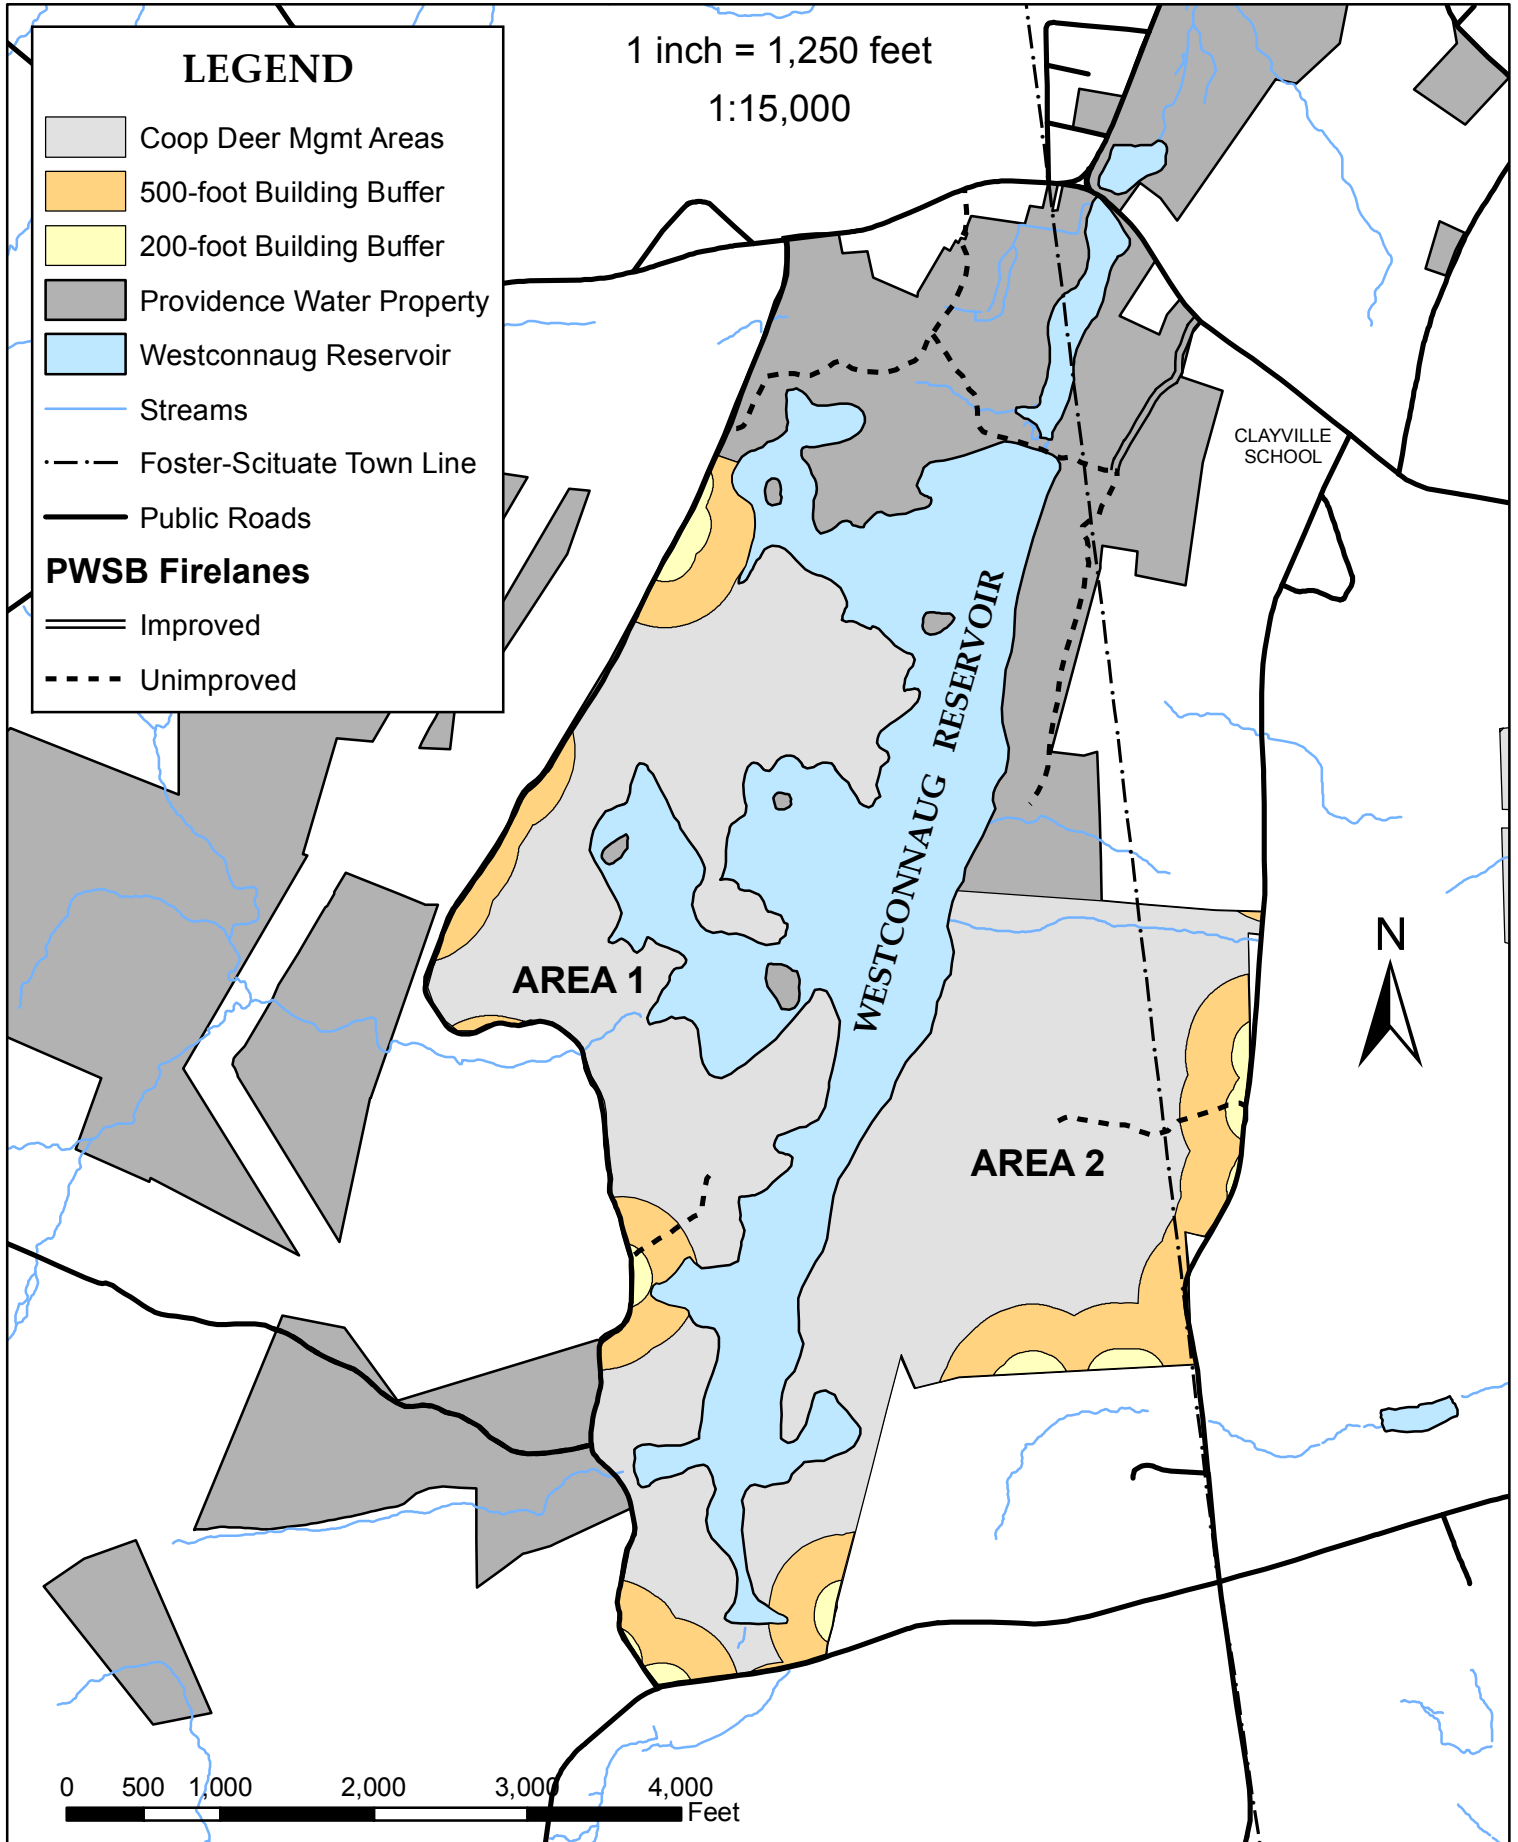 LEGEND
Coop Deer Mgmt Areas
500-foot Building Buffer
200-foot Building Buffer
Providence Water Property
Westconnaug Reservoir
Streams
Foster-Scituate Town Line
Public Roads
PWSB Firelanes
Improved
Unimproved
1 inch = 1,250 feet
1:15,000
CLAYVILLE
SCHOOL
WESTCONNAUG RESERVOIR
N
AREA 1
AREA 2
0 500 1,000 2,000 3,000 4,000
Feet